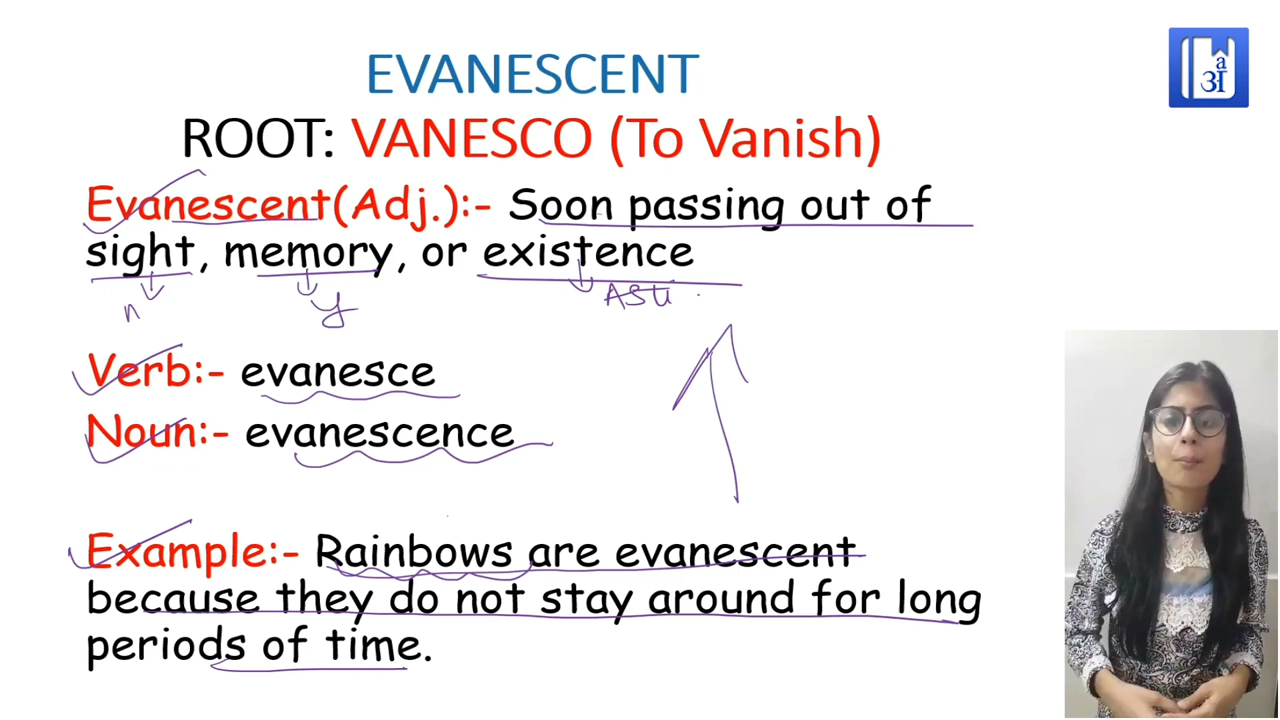 EVANESCENT
ROOT: VANESCO (To Vanish)
Evanescent(Adj.):- Soon passing out of
sight, memory, or existence
n y
Verb:- evanesce
Noun:- evanescence
Example:- Rainbows are evanescent
because they do not stay around for long
periods of time.
a
अ